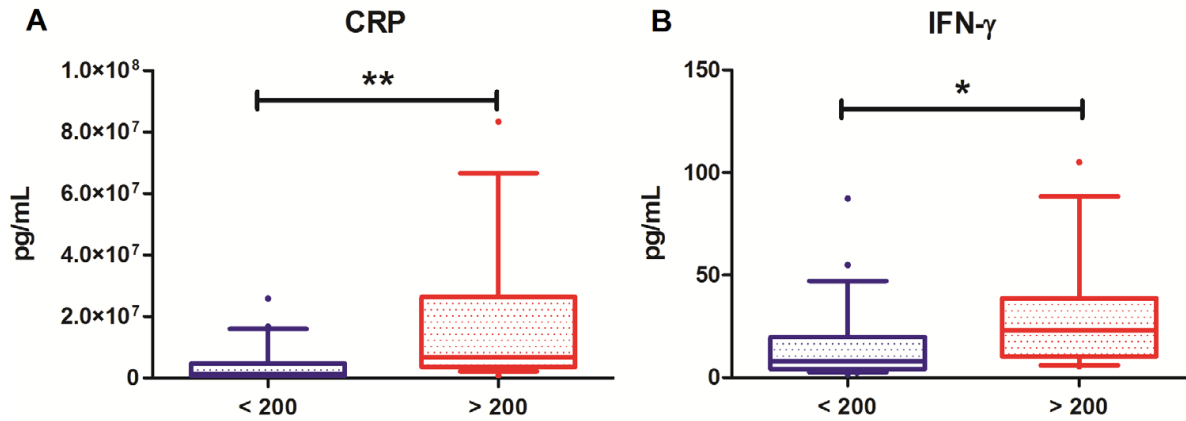 A CRP
pg/mL
1.0×10⁸
8.0×10⁷
6.0×10⁷
4.0×10⁷
2.0×10⁷
0
**
< 200 > 200
B IFN-γ
pg/mL
150
100
50
0
*
< 200 > 200